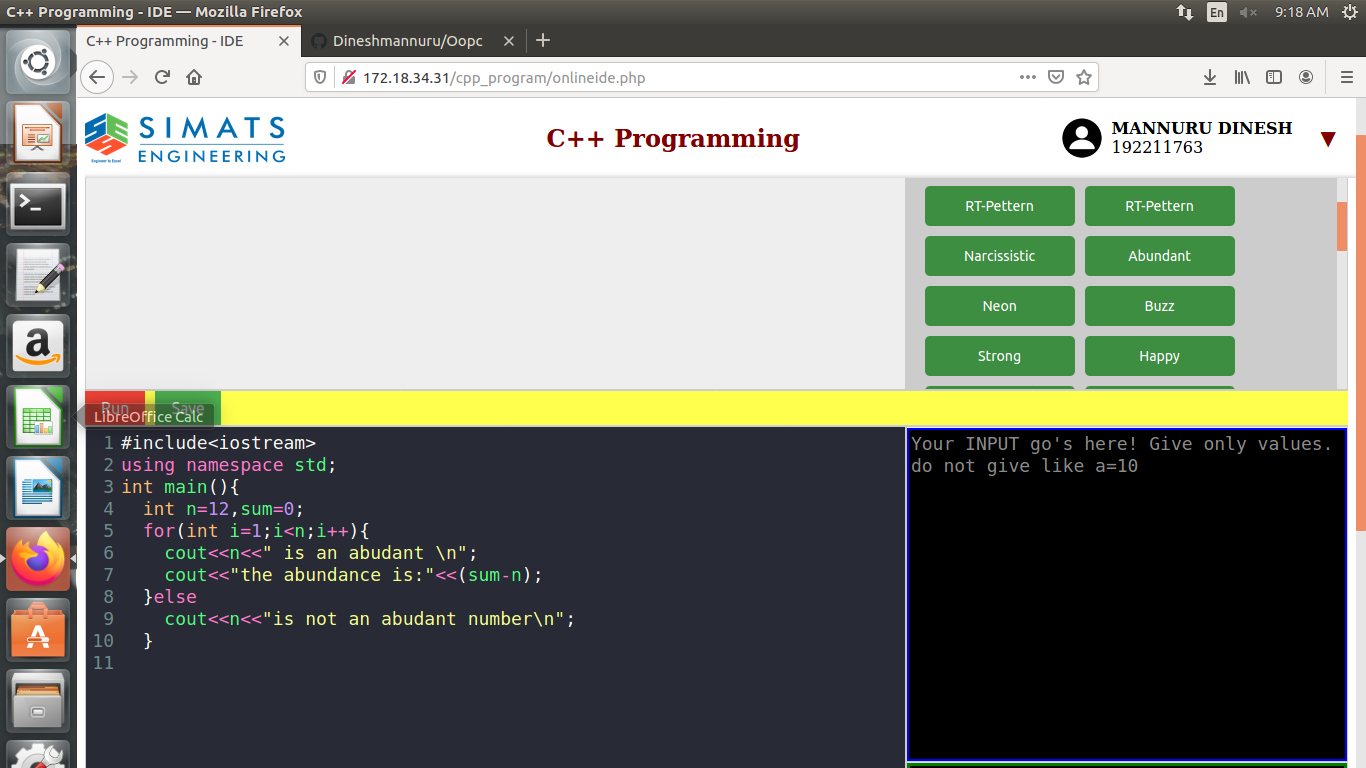 C++ Programming - IDE — Mozilla Firefox
En
9:18 AM
C++ Programming - IDE
Dineshmannuru/Oopc
172.18.34.31/cpp_program/onlineide.php
SIMATS
ENGINEERING
Engineer to Excel
C++ Programming
MANNURU DINESH
192211763
RT-Pettern
RT-Pettern
Narcissistic
Abundant
Neon
Buzz
Strong
Happy
Run
Save
LibreOffice Calc
1 #include<iostream>
2 using namespace std;
3 int main(){
4 int n=12,sum=0;
5 for(int i=1;i<n;i++){
6 cout<<n<<" is an abudant \n";
7 cout<<"the abundance is:"<<(sum-n);
8 }else
9 cout<<n<<"is not an abudant number\n";
10 }
11
Your INPUT go's here! Give only values.
do not give like a=10